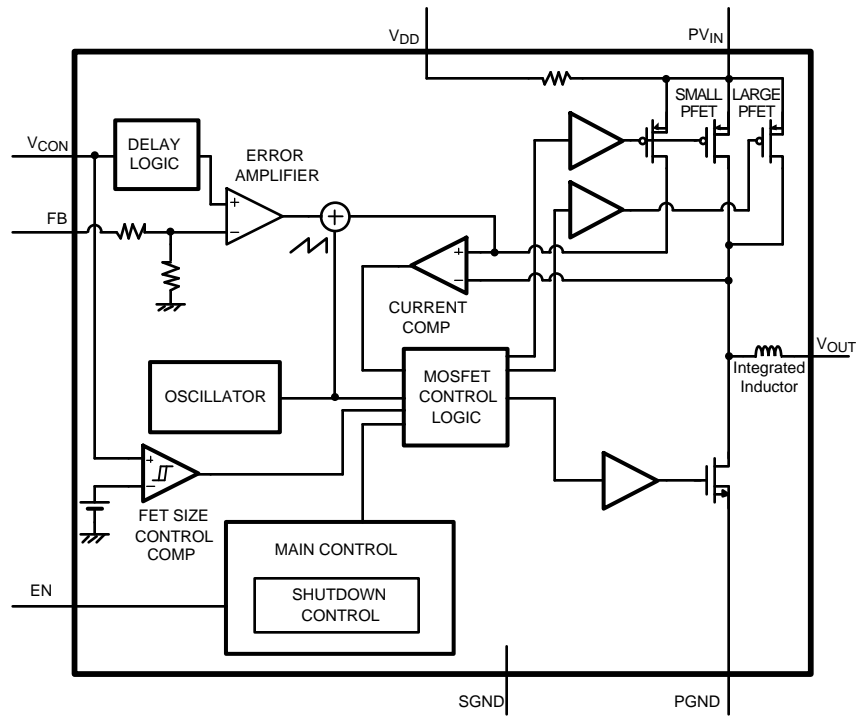 VDD
PVIN
SMALL
PFET
LARGE
PFET
VCON
DELAY
LOGIC
ERROR
AMPLIFIER
+
−
+
FB
+
−
CURRENT
COMP
VOUT
Integrated
Inductor
OSCILLATOR
MOSFET
CONTROL
LOGIC
+
−
FET SIZE
CONTROL
COMP
MAIN CONTROL
SHUTDOWN
CONTROL
EN
SGND
PGND